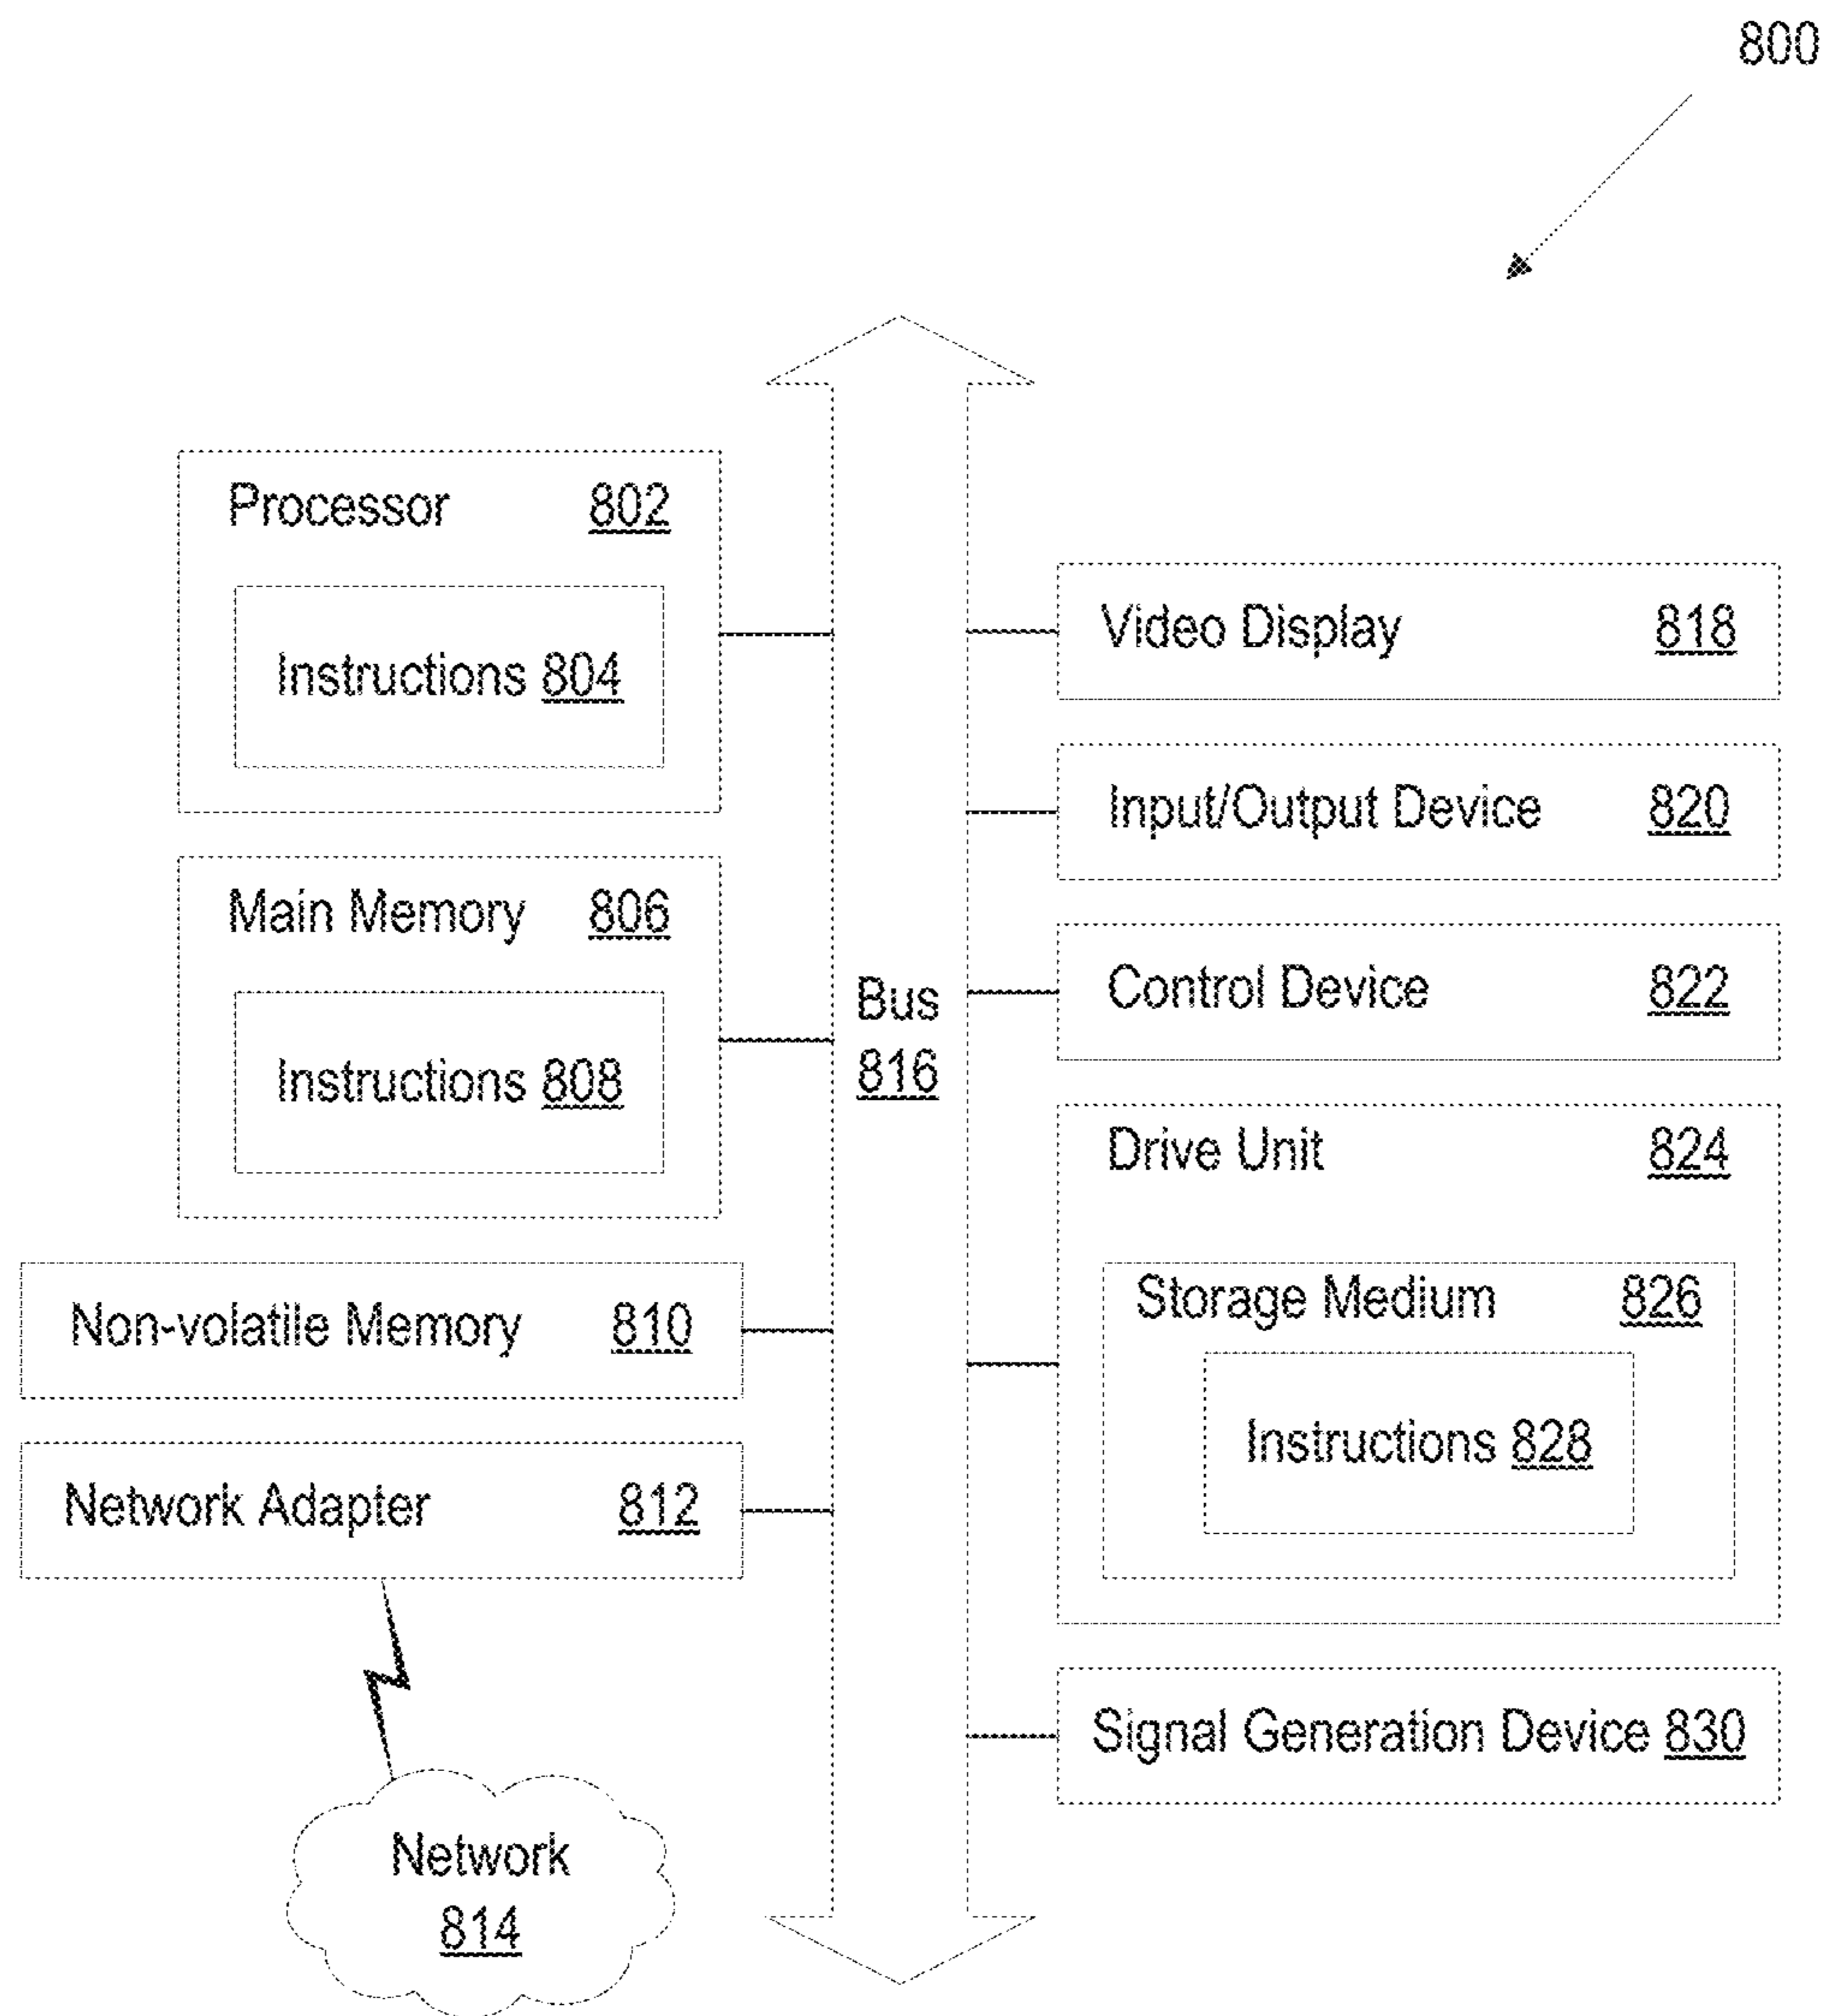 800
Processor 802
Instructions 804
Main Memory 806
Instructions 808
Non-volatile Memory 810
Network Adapter 812
Network
814
Bus
816
Video Display 818
Input/Output Device 820
Control Device 822
Drive Unit 824
Storage Medium 826
Instructions 828
Signal Generation Device 830